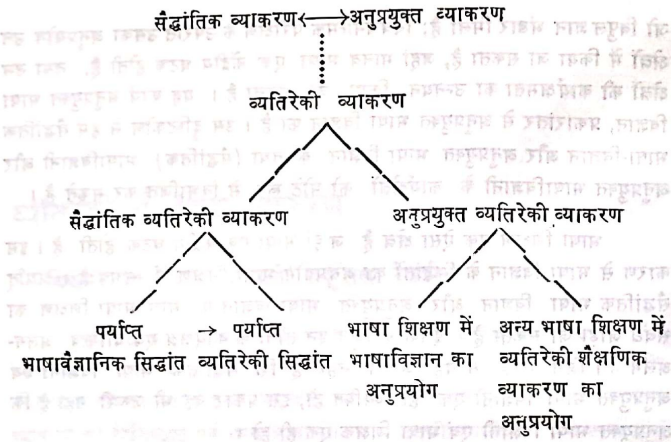 सैद्धांतिक व्याकरण ⟵⟶ अनुप्रयुक्त व्याकरण
व्यतिरेकी व्याकरण
सैद्धांतिक व्यतिरेकी व्याकरण अनुप्रयुक्त व्यतिरेकी व्याकरण
पर्याप्त → पर्याप्त भाषा शिक्षण में अन्य भाषा शिक्षण में
भाषावैज्ञानिक सिद्धांत व्यतिरेकी सिद्धांत भाषाविज्ञान का व्यतिरेकी शैक्षणिक
अनुप्रयोग व्याकरण का
अनुप्रयोग